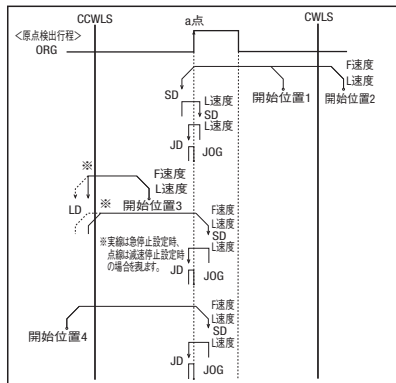 CCWLS
a点
CWLS
<原点検出行程>
ORG
F速度
L速度
SD
開始位置1
開始位置2
L速度
SD
L速度
JD
JOG
※
F速度
L速度
LD
※
開始位置3
F速度
L速度
SD
※実線は急停止設定時、
点線は減速停止設定時
の場合を表します。
L速度
JD
JOG
F速度
L速度
SD
開始位置4
L速度
JD
JOG